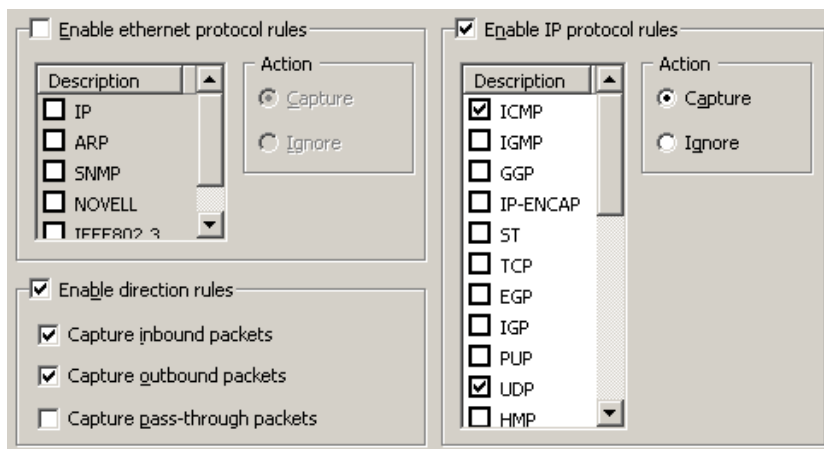 Enable ethernet protocol rules
Description
IP
ARP
SNMP
NOVELL
IEEE802.3
Action
Capture
Ignore
Enable direction rules
Capture inbound packets
Capture outbound packets
Capture pass-through packets
Enable IP protocol rules
Description
ICMP
IGMP
GGP
IP-ENCAP
ST
TCP
EGP
IGP
PUP
UDP
HMP
Action
Capture
Ignore